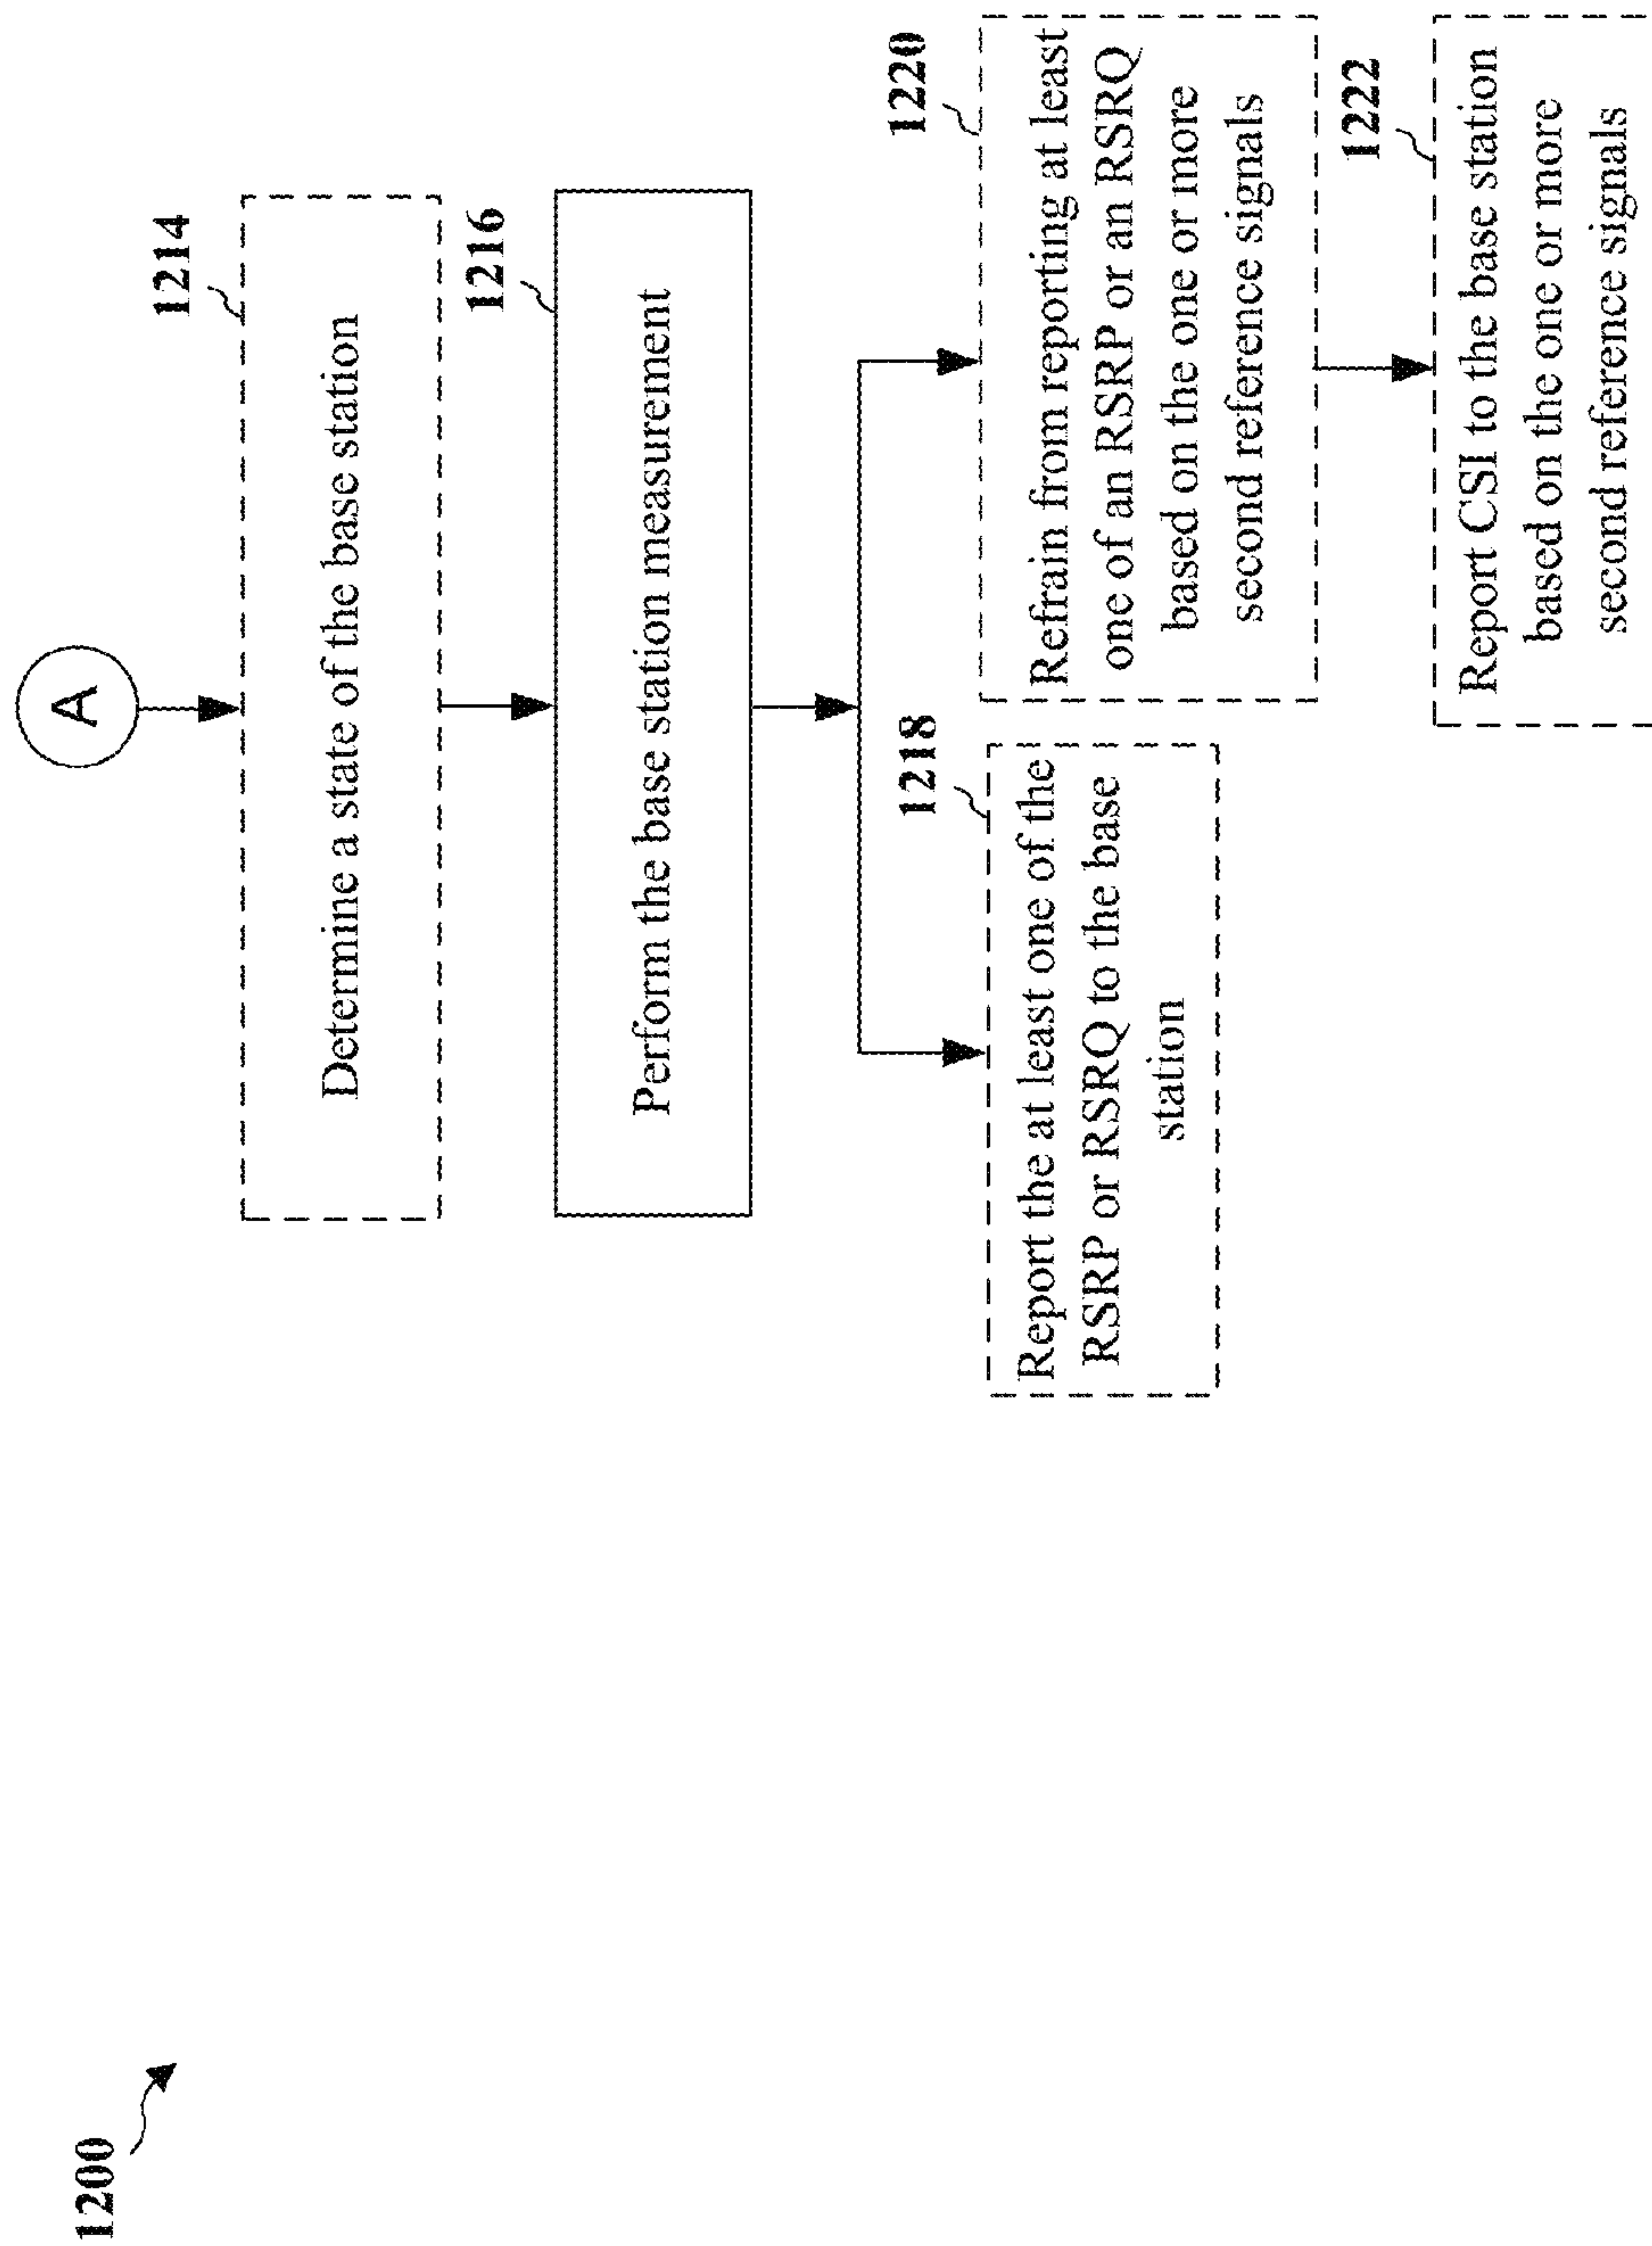 1200
A
1214
Determine a state of the base station
1216
Perform the base station measurement
1218
Report the at least one of the
RSRP or RSRQ to the base
station
1220
Refrain from reporting at least
one of an RSRP or an RSRQ
based on the one or more
second reference signals
1222
Report CSI to the base station
based on the one or more
second reference signals